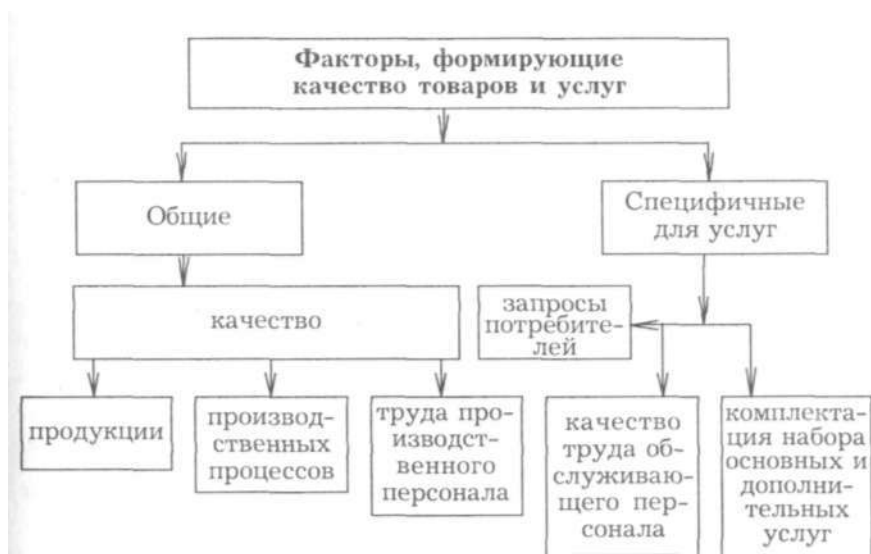 Факторы, формирующие
качество товаров и услуг
Общие
Специфичные
для услуг
качество
запросы
потребите-
лей
продукции
производ-
ственных
процессов
труда про-
изводст-
венного
персонала
качество
труда об-
служиваю-
щего пер-
сонала
комплекта-
ция набора
основных и
дополни-
тельных
услуг